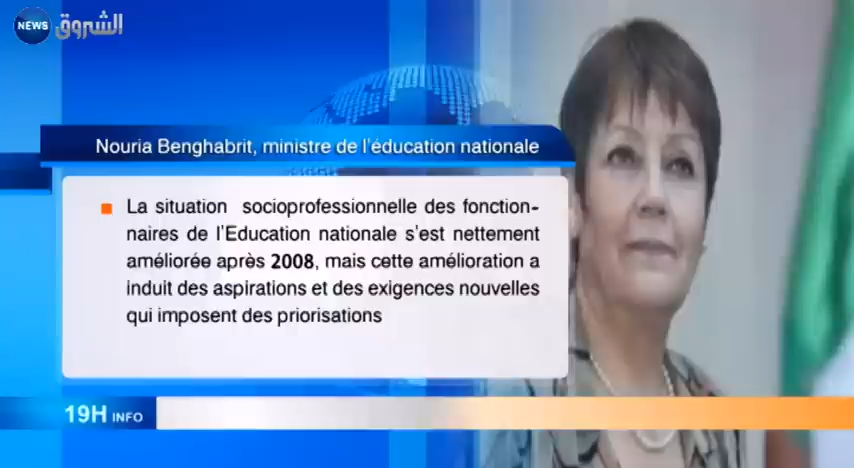 NEWS الشروق
Nouria Benghabrit, ministre de l'éducation nationale
La situation socioprofessionnelle des fonction-
naires de l'Education nationale s'est nettement
améliorée après 2008, mais cette amélioration a
induit des aspirations et des exigences nouvelles
qui imposent des priorisations
19H INFO